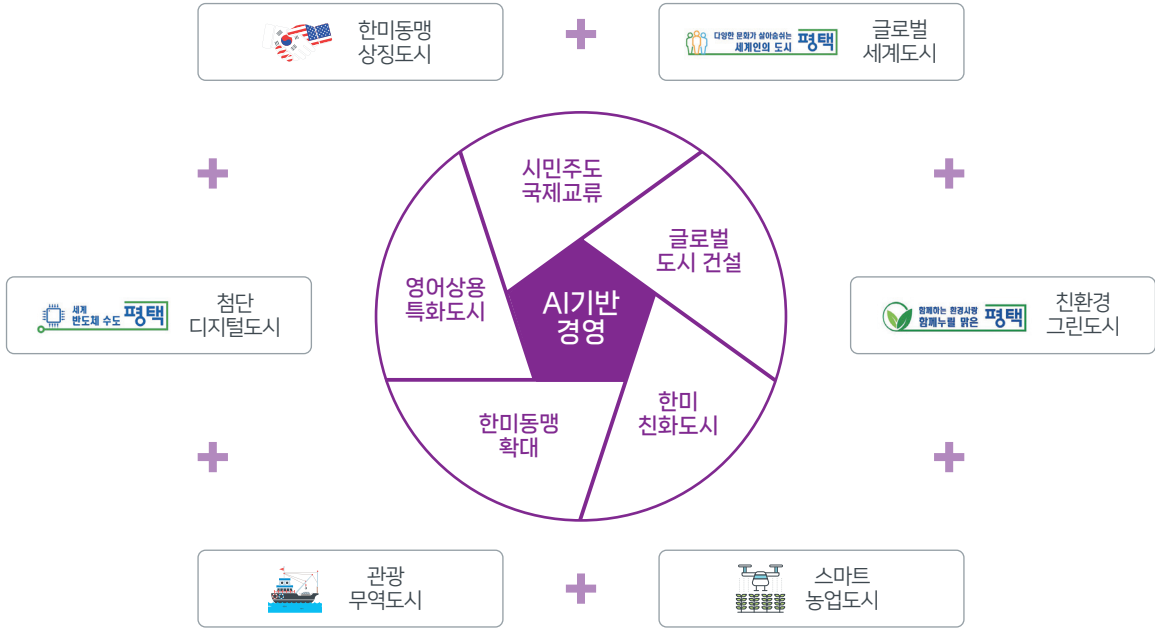 한미동맹
상징도시
다양한 문화가 살아숨쉬는
세계인의 도시
평택
글로벌
세계도시
시민주도
국제교류
글로벌
도시 건설
영어상용
특화도시
AI기반
경영
세계
반도체 수도
평택
첨단
디지털도시
함께하는 환경사랑
함께누릴 맑은
평택
친환경
그린도시
한미
친화도시
한미동맹
확대
관광
무역도시
스마트
농업도시